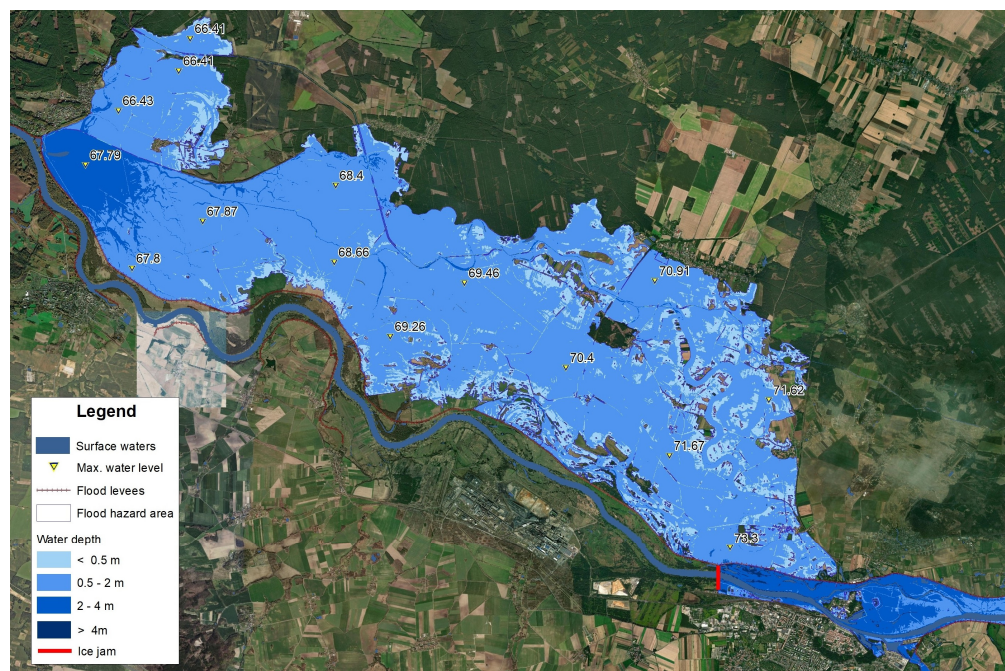 66.41
66.41
66.43
67.79
68.4
67.87
67.8
68.66
69.46
70.91
69.26
70.4
71.62
71.67
73.3
Legend
Surface waters
Max. water level
Flood levees
Flood hazard area
Water depth
< 0.5 m
0.5 - 2 m
2 - 4 m
> 4m
Ice jam